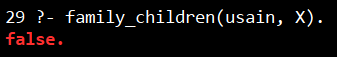 29 ?- family_children(usain, X).
false.